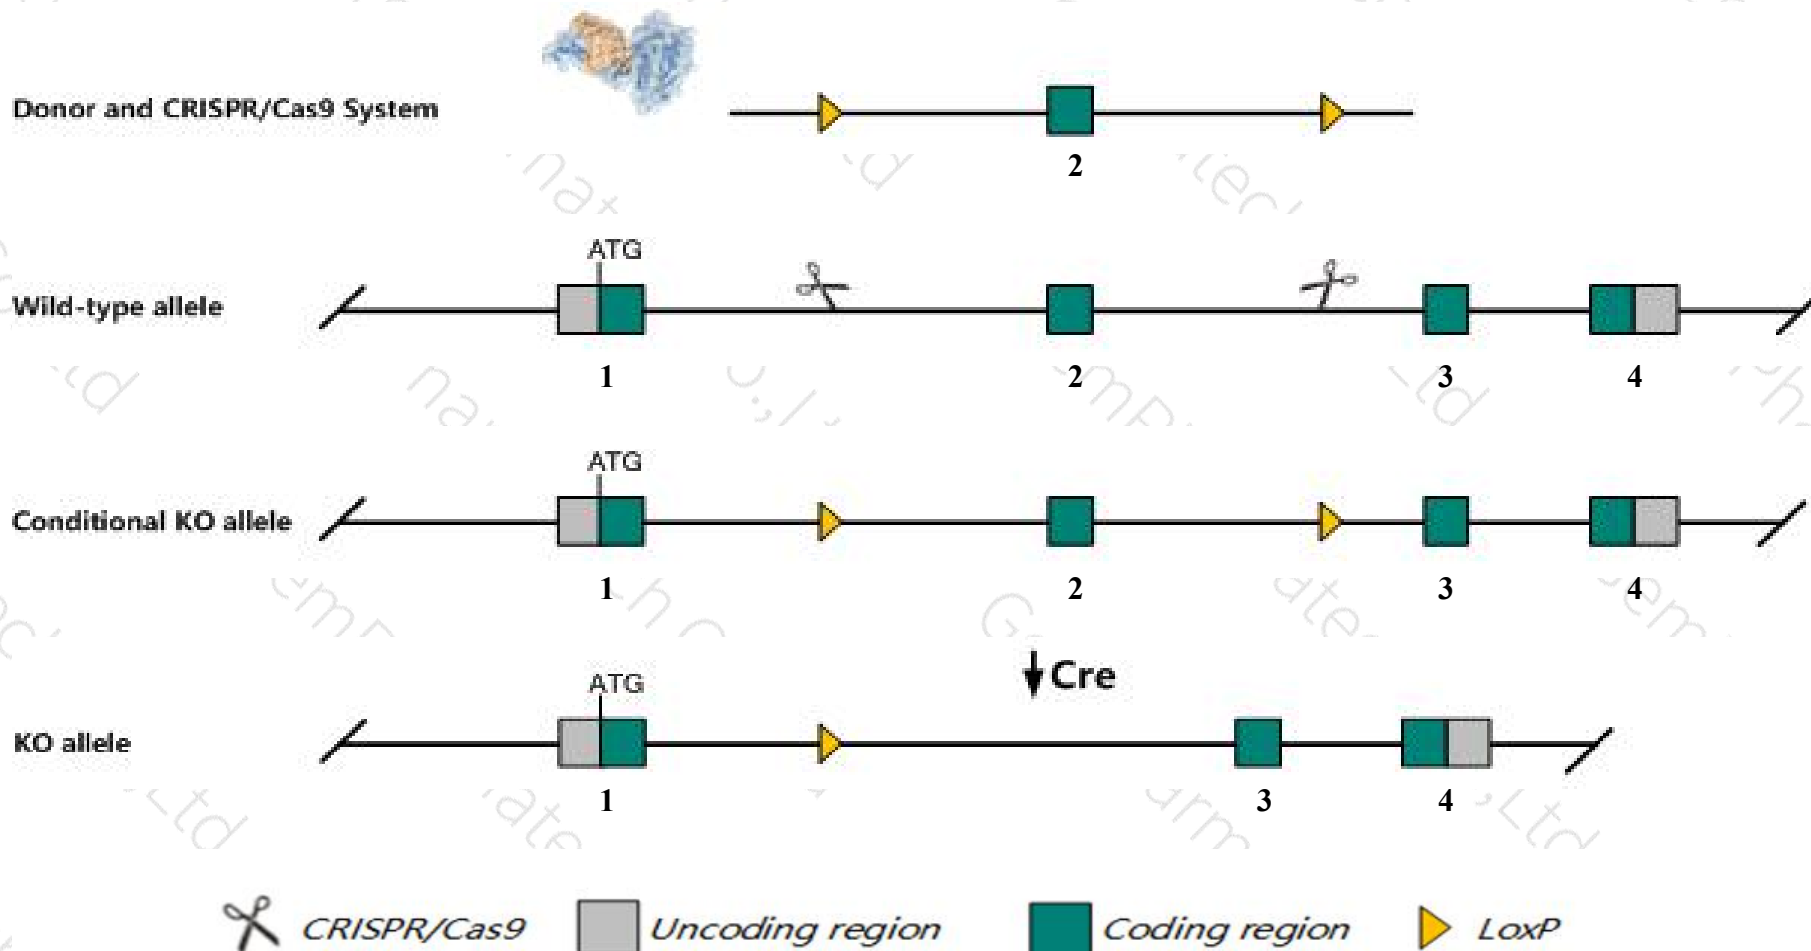 Donor and CRISPR/Cas9 System
2
ATG
Wild-type allele
1 2 3 4
ATG
Conditional KO allele
1 2 3 4
Cre
ATG
KO allele
1 3 4
CRISPR/Cas9 Uncoding region Coding region LoxP